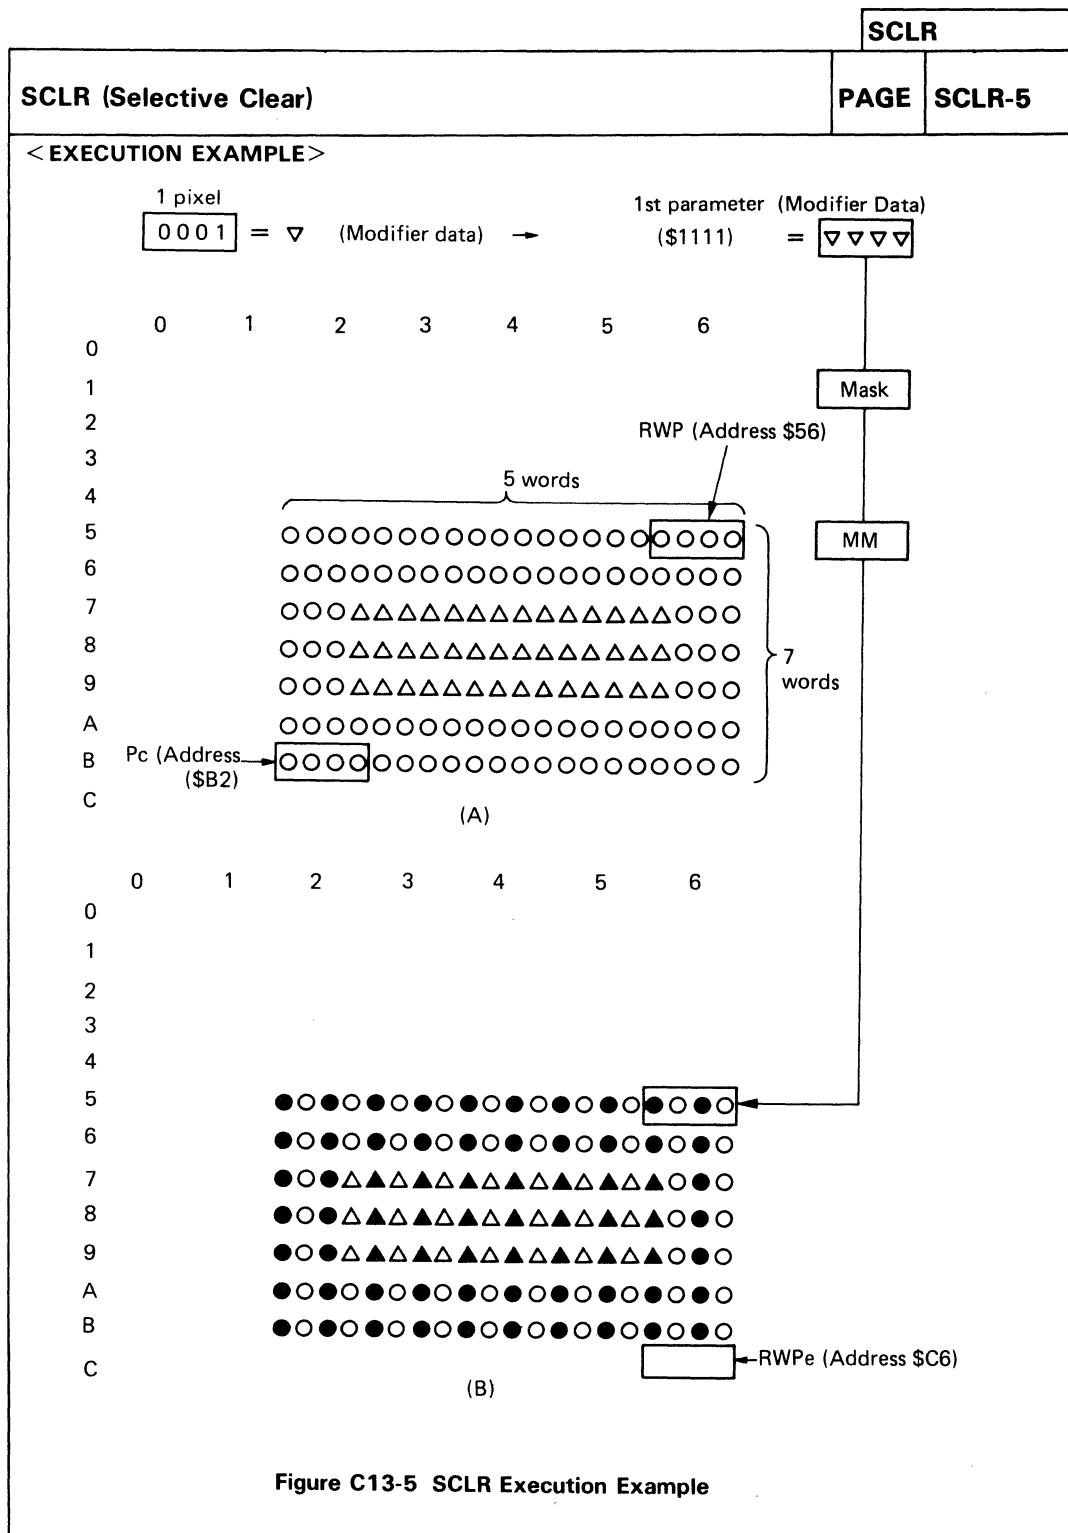 SCLR
SCLR (Selective Clear) PAGE SCLR-5
<EXECUTION EXAMPLE>
1 pixel
0001 = ▽ (Modifier data) →
1st parameter (Modifier Data)
($1111) = ▽▽▽▽
0 1 2 3 4 5 6
0
1
Mask
2
RWP (Address $56)
3
5 words
4
5
MM
6
7
8
7
words
9
A
B
Pc (Address
($B2)
C
(A)
0 1 2 3 4 5 6
0
1
2
3
4
5
6
7
8
9
A
B
RWPe (Address $C6)
C
(B)
Figure C13-5 SCLR Execution Example